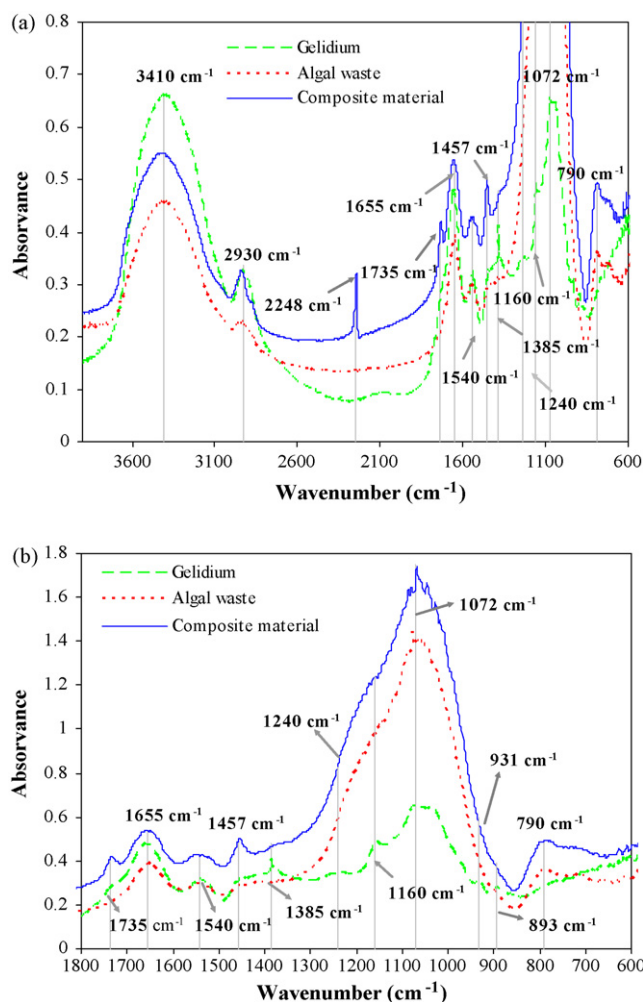 (a)
0.8
0.7
0.6
0.5
0.4
0.3
0.2
0.1
0
Absorvance
Gelidium
Algal waste
Composite material
3410 cm-1
2930 cm-1
2248 cm-1
1735 cm-1
1655 cm-1
1457 cm-1
1072 cm-1
790 cm-1
1160 cm-1
1385 cm-1
1540 cm-1
1240 cm-1
3600 3100 2600 2100 1600 1100 600
Wavenumber (cm-1)
(b)
1.8
1.6
1.4
1.2
1
0.8
0.6
0.4
0.2
0
Absorvance
Gelidium
Algal waste
Composite material
1072 cm-1
1240 cm-1
931 cm-1
1655 cm-1
1457 cm-1
790 cm-1
1160 cm-1
1385 cm-1
1735 cm-1
1540 cm-1
893 cm-1
1800 1700 1600 1500 1400 1300 1200 1100 1000 900 800 700 600
Wavenumber (cm-1)